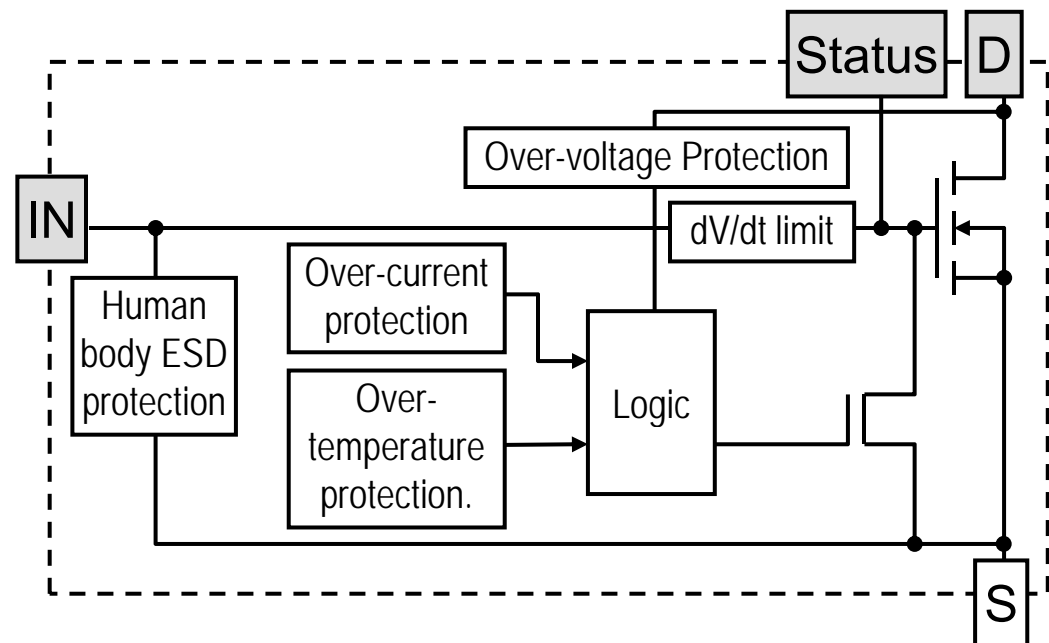 Status
D
Over-voltage Protection
IN
dV/dt limit
Over-current
protection
Human
body ESD
protection
Over-
temperature
protection.
Logic
S